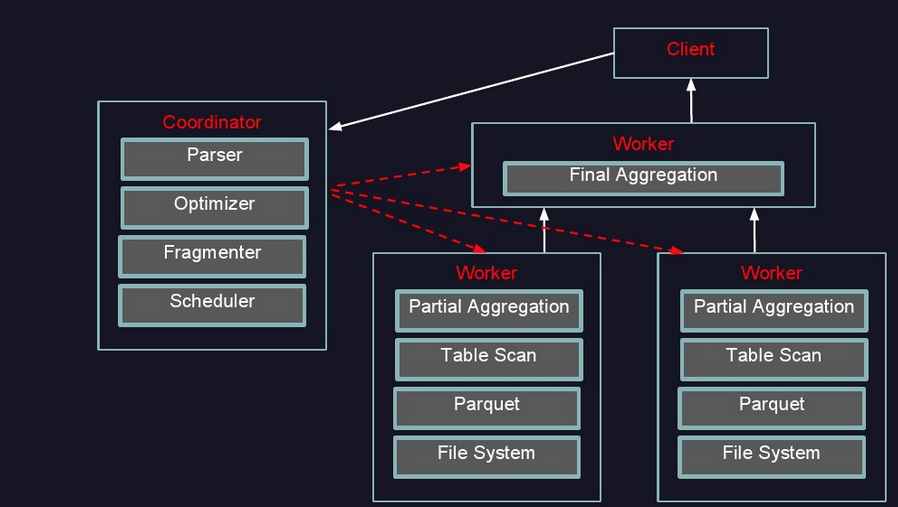 Client
Coordinator
Parser
Optimizer
Fragmenter
Scheduler
Worker
Final Aggregation
Worker
Partial Aggregation
Table Scan
Parquet
File System
Worker
Partial Aggregation
Table Scan
Parquet
File System